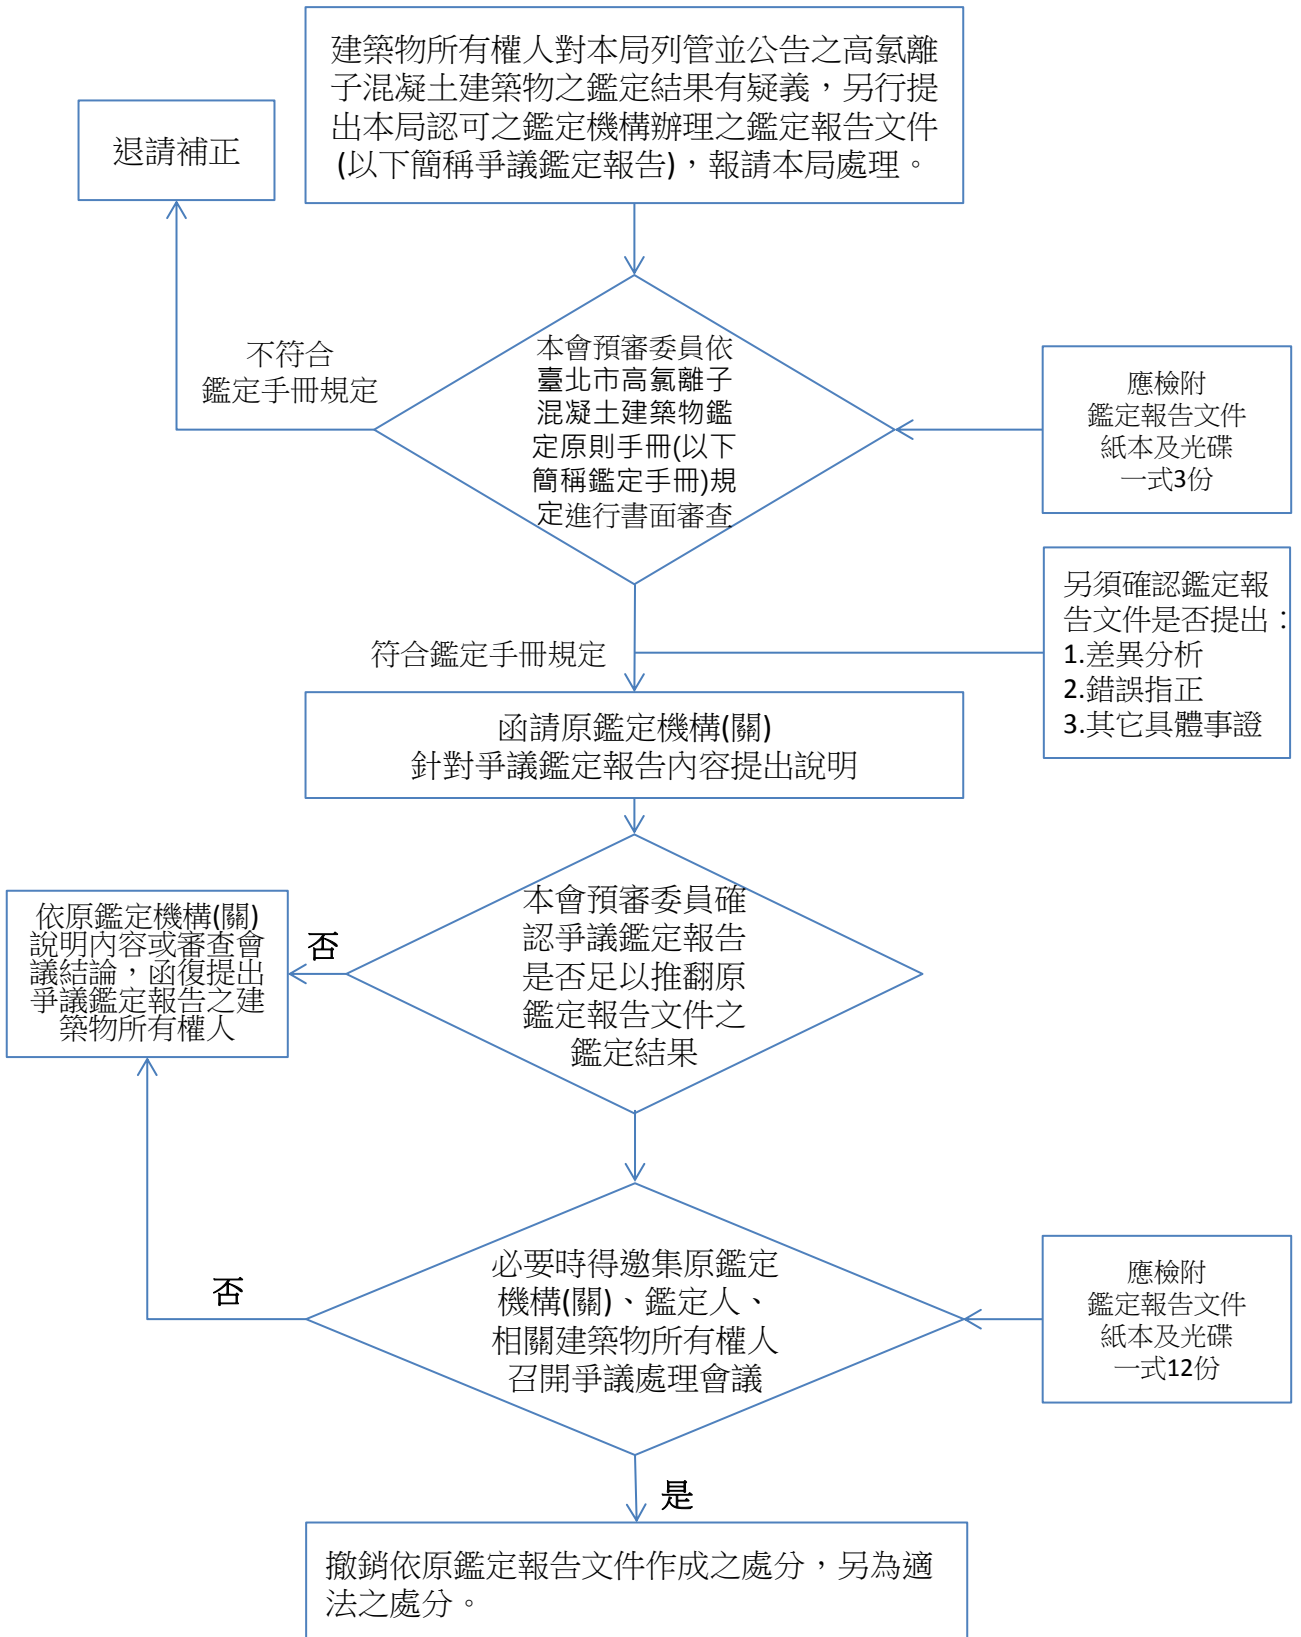 建築物所有權人對本局列管並公告之高氯離
子混凝土建築物之鑑定結果有疑義，另行提
出本局認可之鑑定機構辦理之鑑定報告文件
(以下簡稱爭議鑑定報告)，報請本局處理。
退請補正
不符合
鑑定手冊規定
本會預審委員依
臺北市高氯離子
混凝土建築物鑑
定原則手冊(以下
簡稱鑑定手冊)規
定進行書面審查
應檢附
鑑定報告文件
紙本及光碟
一式3份
另須確認鑑定報
告文件是否提出：
1.差異分析
2.錯誤指正
3.其它具體事證
符合鑑定手冊規定
函請原鑑定機構(關)
針對爭議鑑定報告內容提出說明
本會預審委員確
認爭議鑑定報告
是否足以推翻原
鑑定報告文件之
鑑定結果
否
依原鑑定機構(關)
說明內容或審查會
議結論，函復提出
爭議鑑定報告之建
築物所有權人
必要時得邀集原鑑定
機構(關)、鑑定人、
相關建築物所有權人
召開爭議處理會議
否
應檢附
鑑定報告文件
紙本及光碟
一式12份
是
撤銷依原鑑定報告文件作成之處分，另為適
法之處分。